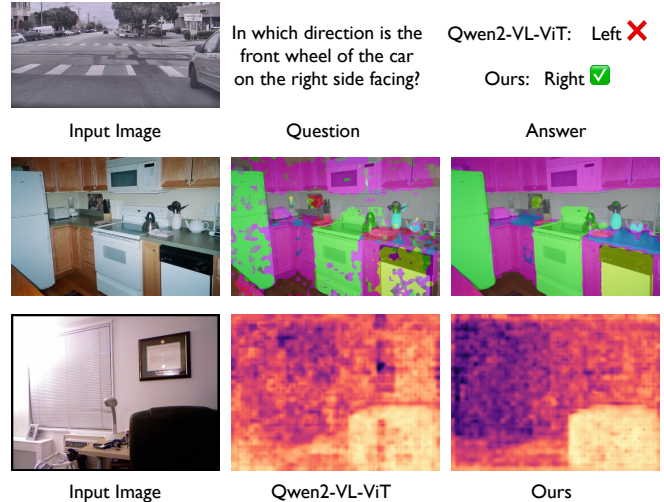 In which direction is the
front wheel of the car
on the right side facing?
Qwen2-VL-ViT: Left ❌
Ours: Right ✅
Input Image
Question
Answer
Input Image
Qwen2-VL-ViT
Ours